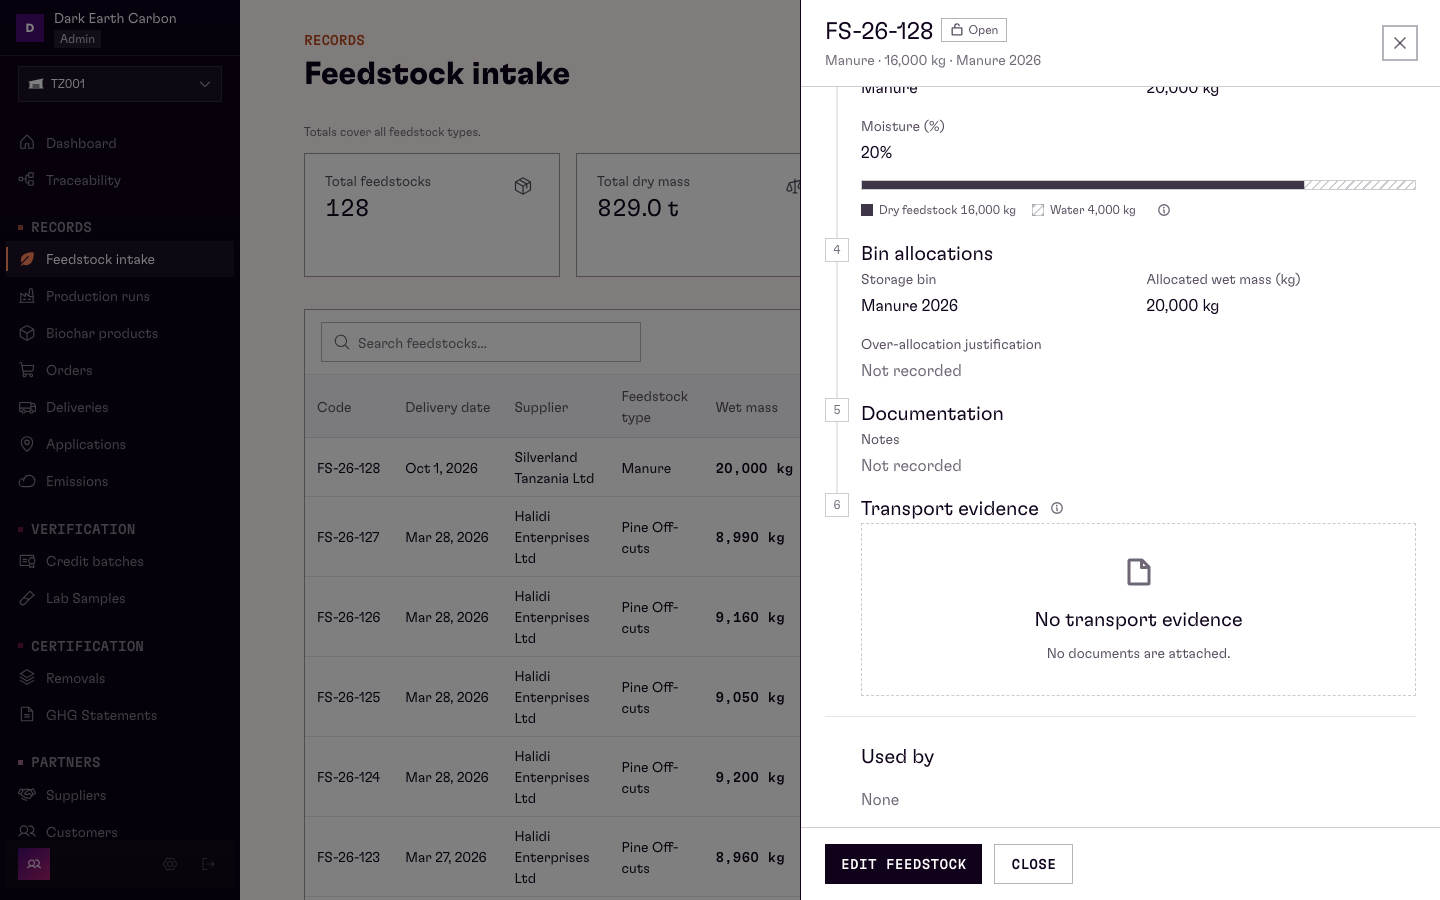 D
Dark Earth Carbon
Admin
TZ001
Dashboard
Traceability
RECORDS
Feedstock intake
Production runs
Biochar products
Orders
Deliveries
Applications
Emissions
VERIFICATION
Credit batches
Lab Samples
CERTIFICATION
Removals
GHG Statements
PARTNERS
Suppliers
Customers
RECORDS
Feedstock intake
Totals cover all feedstock types.
Total feedstocks
128
Total dry mass
829.0 t
Search feedstocks...
Code Delivery date Supplier Feedstock type Wet mass
FS-26-128 Oct 1, 2026 Silverland Tanzania Ltd Manure 20,000 kg
FS-26-127 Mar 28, 2026 Halidi Enterprises Ltd Pine Off-cuts 8,990 kg
FS-26-126 Mar 28, 2026 Halidi Enterprises Ltd Pine Off-cuts 9,160 kg
FS-26-125 Mar 28, 2026 Halidi Enterprises Ltd Pine Off-cuts 9,050 kg
FS-26-124 Mar 28, 2026 Halidi Enterprises Ltd Pine Off-cuts 9,200 kg
FS-26-123 Mar 27, 2026 Halidi Enterprises Ltd Pine Off-cuts 8,960 kg
FS-26-128 Open
Manure · 16,000 kg · Manure 2026
Manure 20,000 kg
Moisture (%)
20%
Dry feedstock 16,000 kg Water 4,000 kg
4 Bin allocations
Storage bin Allocated wet mass (kg)
Manure 2026 20,000 kg
Over-allocation justification
Not recorded
5 Documentation
Notes
Not recorded
6 Transport evidence
No transport evidence
No documents are attached.
Used by
None
EDIT FEEDSTOCK CLOSE